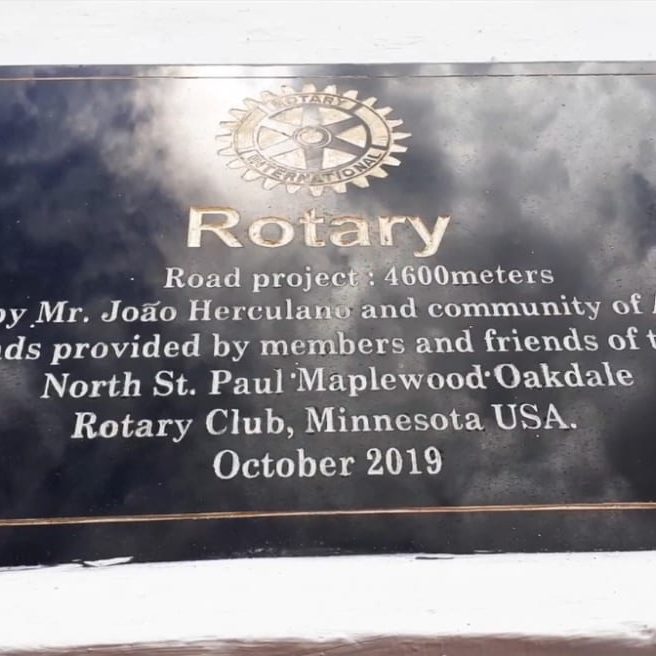 ROTARY
INTERNATIONAL
Rotary
Road project : 4600meters
by Mr. João Herculano and community of
provided by members and friends of
North St. Paul·Maplewood·Oakdale
Rotary Club, Minnesota USA.
October 2019